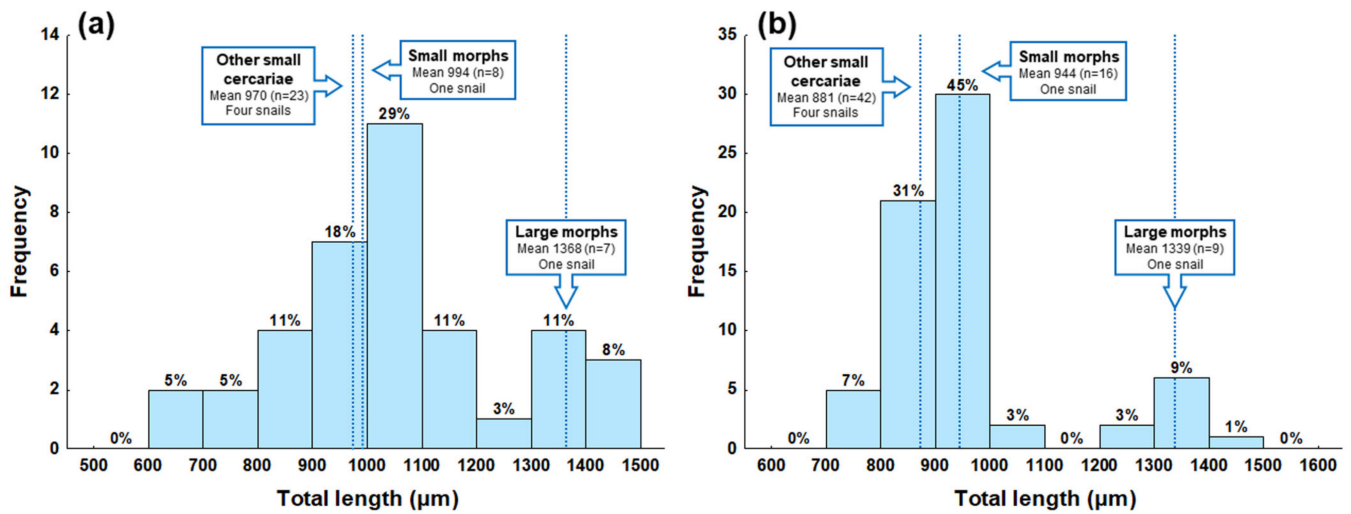 (a)
14
12
10
8
6
4
2
0
Frequency
Other small
cercariae
Mean 970 (n=23)
Four snails
Small morphs
Mean 994 (n=8)
One snail
Large morphs
Mean 1368 (n=7)
One snail
0%
5%
5%
11%
18%
29%
11%
3%
11%
8%
500 600 700 800 900 1000 1100 1200 1300 1400 1500
Total length (µm)
(b)
40
35
30
25
20
15
10
5
0
Frequency
Other small
cercariae
Mean 881 (n=42)
Four snails
Small morphs
Mean 944 (n=16)
One snail
Large morphs
Mean 1339 (n=9)
One snail
0%
7%
31%
45%
3%
0%
3%
9%
1%
0%
600 700 800 900 1000 1100 1200 1300 1400 1500 1600
Total length (µm)